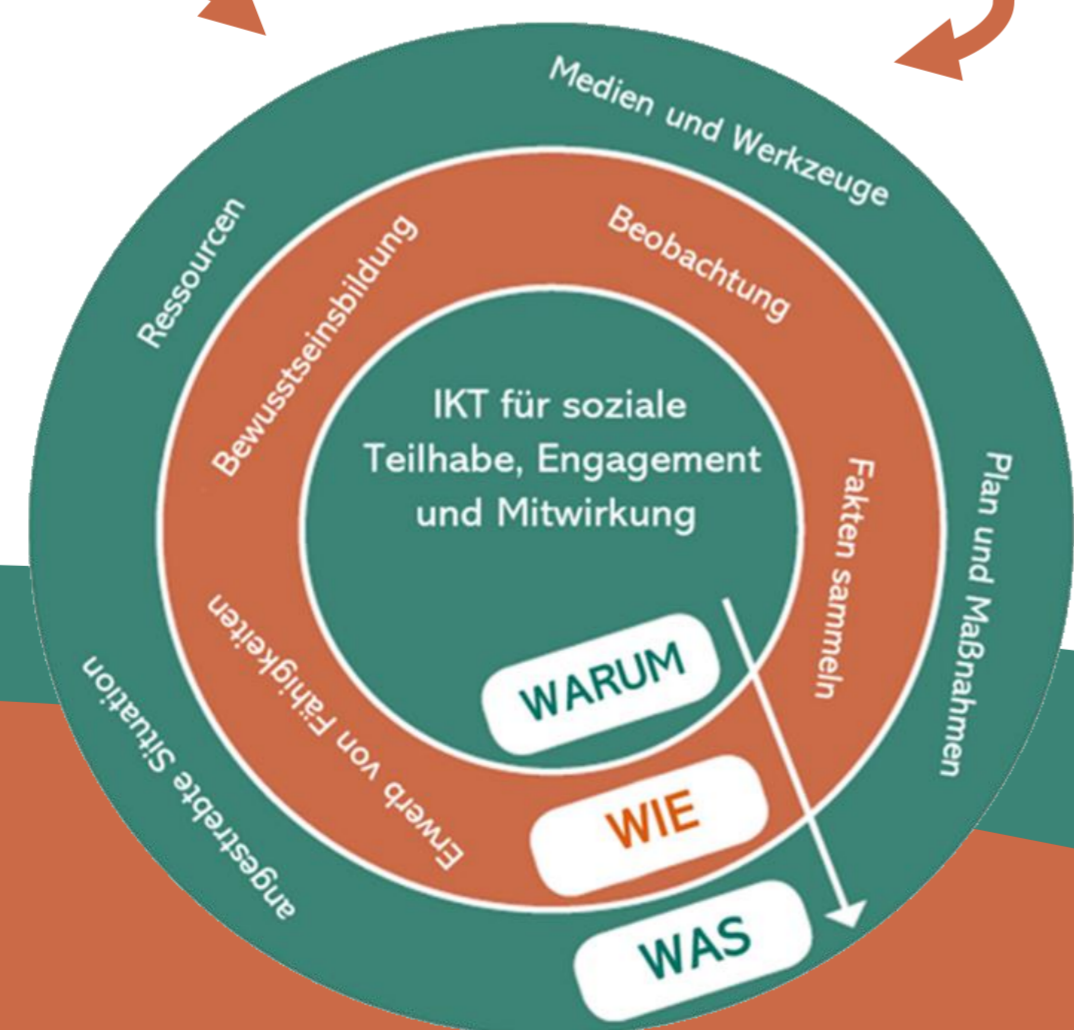 Medien und Werkzeuge
Ressourcen
Bewusstseinsbildung
Beobachtung
IKT für soziale
Teilhabe, Engagement
und Mitwirkung
Fakten sammeln
Plan und Maßnahmen
Erwerb von Fähigkeiten
angestrebte Situation
WARUM
WIE
WAS